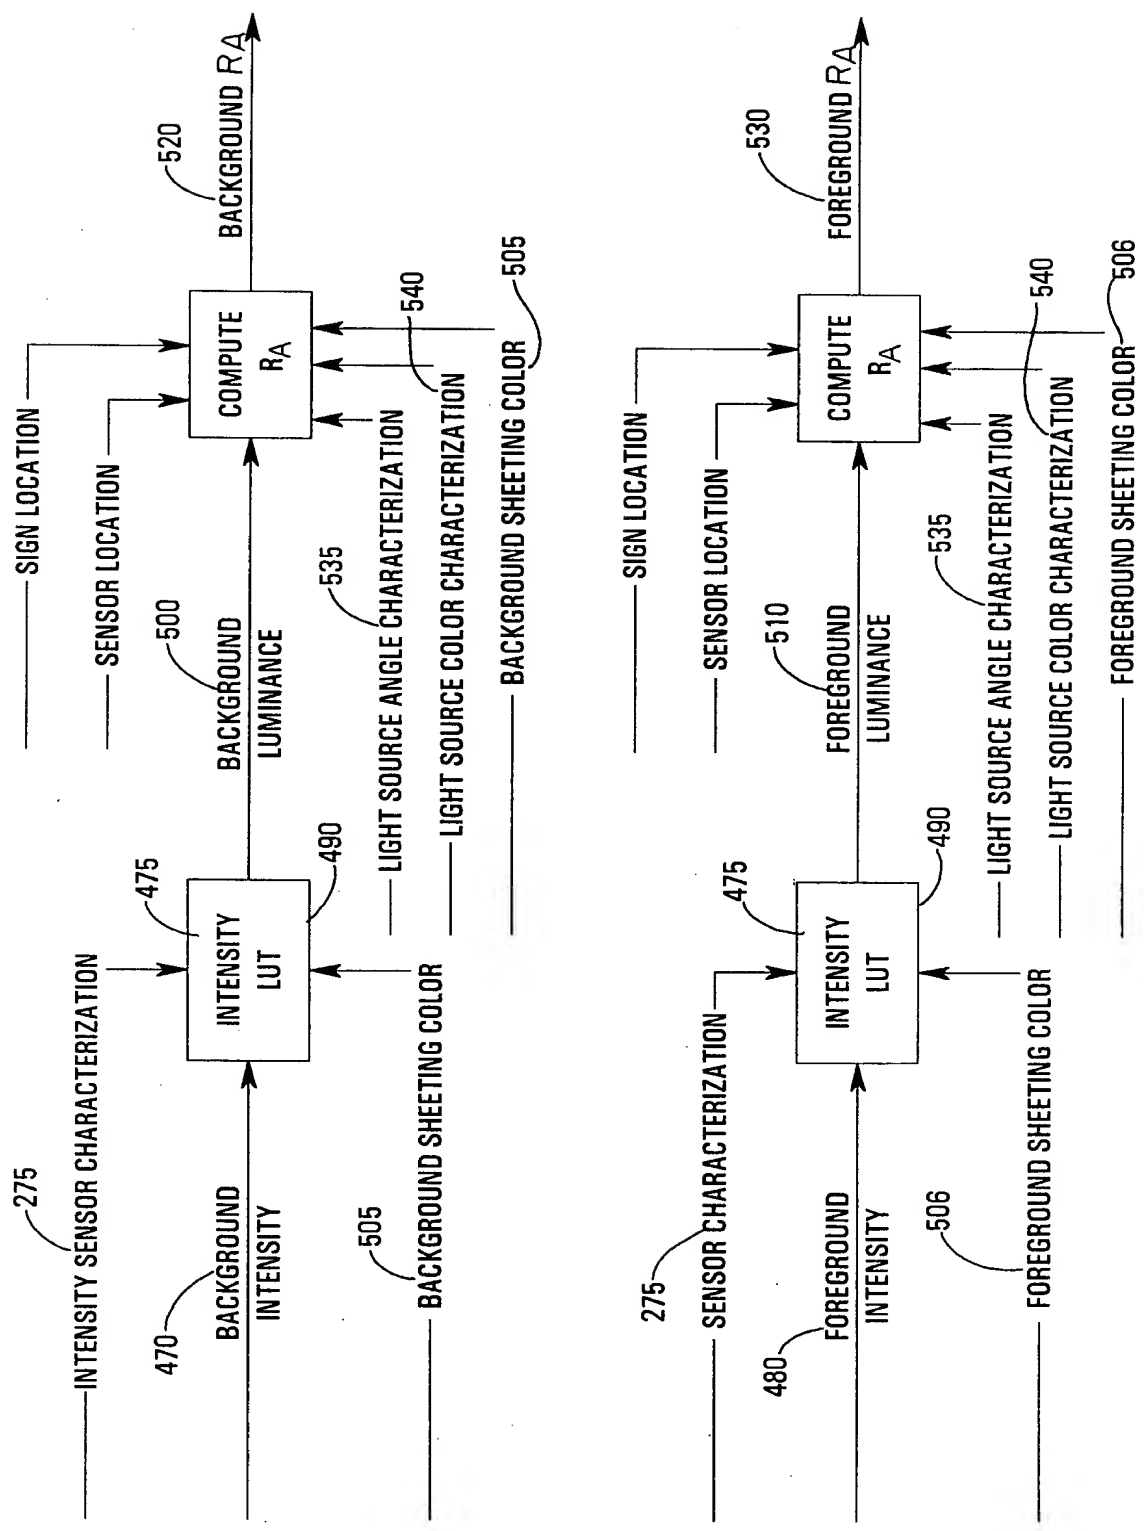 275
INTENSITY SENSOR CHARACTERIZATION
470
BACKGROUND
INTENSITY
505
BACKGROUND SHEETING COLOR
475
INTENSITY
LUT
490
SIGN LOCATION
SENSOR LOCATION
500
BACKGROUND
LUMINANCE
535
LIGHT SOURCE ANGLE CHARACTERIZATION
540
LIGHT SOURCE COLOR CHARACTERIZATION
505
BACKGROUND SHEETING COLOR
COMPUTE
RA
520
BACKGROUND RA
275
SENSOR CHARACTERIZATION
480
FOREGROUND
INTENSITY
506
FOREGROUND SHEETING COLOR
475
INTENSITY
LUT
490
SIGN LOCATION
SENSOR LOCATION
510
FOREGROUND
LUMINANCE
535
LIGHT SOURCE ANGLE CHARACTERIZATION
540
LIGHT SOURCE COLOR CHARACTERIZATION
506
FOREGROUND SHEETING COLOR
COMPUTE
RA
530
FOREGROUND RA